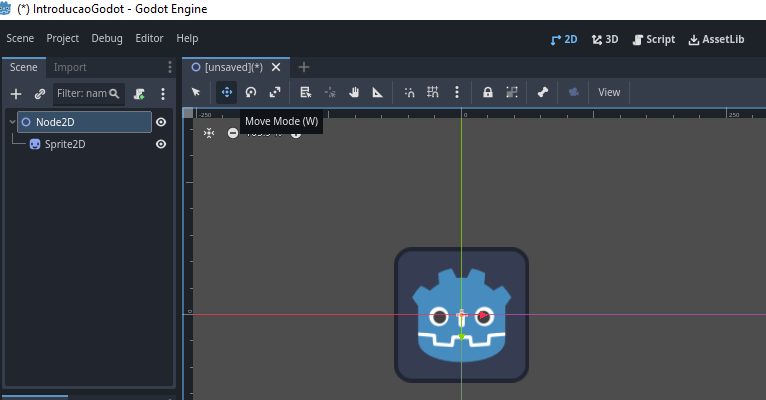 (*) IntroducaoGodot - Godot Engine
Scene Project Debug Editor Help 2D 3D Script AssetLib
Scene Import [unsaved](*)
Filter: nam View
Node2D Move Mode (W)
Sprite2D
-250 0 250
0